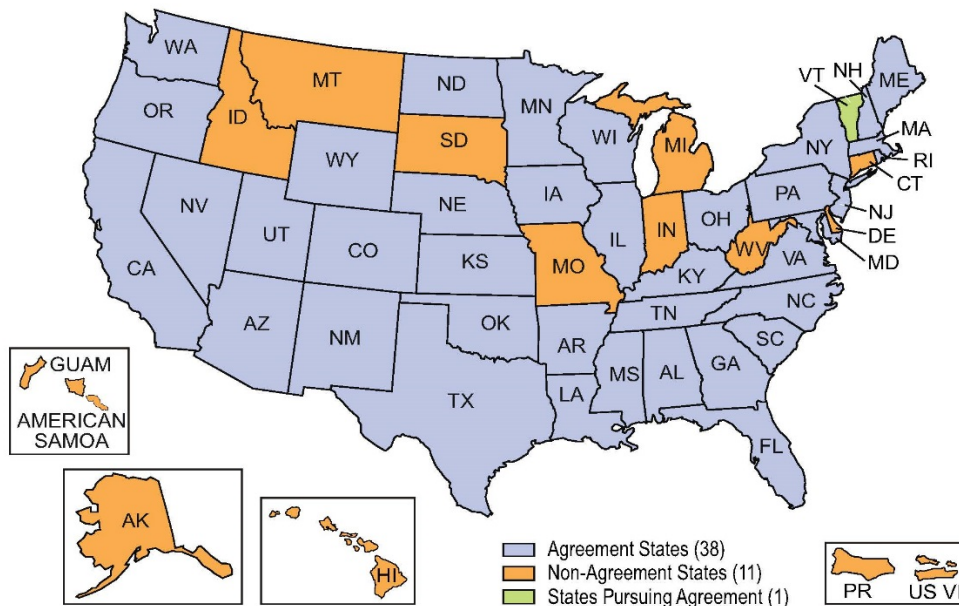 WA
MT
ND
MN
VT
NH
ME
OR
ID
SD
WI
MI
NY
MA
RI
CT
WY
IA
PA
NE
NV
UT
CO
IL
IN
OH
NJ
DE
MD
WV
VA
CA
KS
MO
KY
NC
TN
AZ
NM
OK
AR
SC
MS
AL
GA
LA
TX
FL
GUAM
AMERICAN
SAMOA
AK
HI
Agreement States (38)
Non-Agreement States (11)
States Pursuing Agreement (1)
PR
US VI